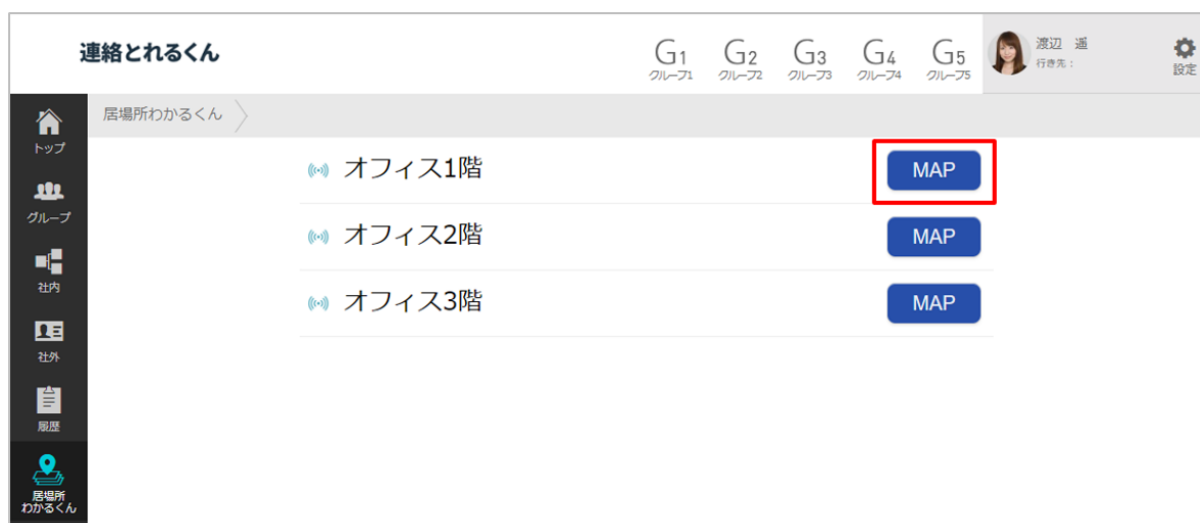 連絡とれるくん
G1
グループ1
G2
グループ2
G3
グループ3
G4
グループ4
G5
グループ5
渡辺 遥
行き先：
設定
トップ
グループ
社内
社外
履歴
居場所
わかるくん
居場所わかるくん
オフィス1階
MAP
オフィス2階
MAP
オフィス3階
MAP